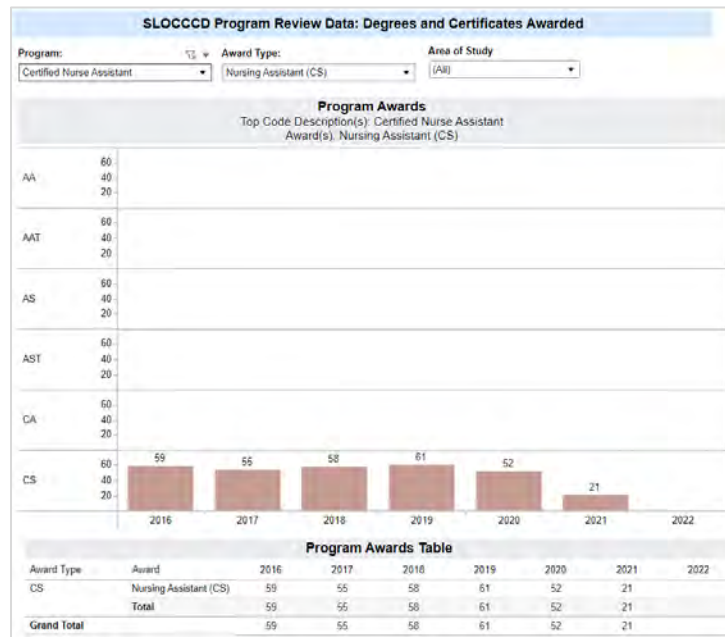 SLOCCCD Program Review Data: Degrees and Certificates Awarded
Program: Award Type: Area of Study
Certified Nurse Assistant Nursing Assistant (CS) (All)
Program Awards
Top Code Description(s): Certified Nurse Assistant
Award(s): Nursing Assistant (CS)
60
AA 40
20
60
AAT 40
20
60
AS 40
20
60
AST 40
20
60
CA 40
20
59 55 58 61 52 21
60
CS 40
20
2016 2017 2018 2019 2020 2021 2022
Program Awards Table
Award Type Award 2016 2017 2018 2019 2020 2021 2022
CS Nursing Assistant (CS) 59 55 58 61 52 21
Total 59 55 58 61 52 21
Grand Total 59 55 58 61 52 21